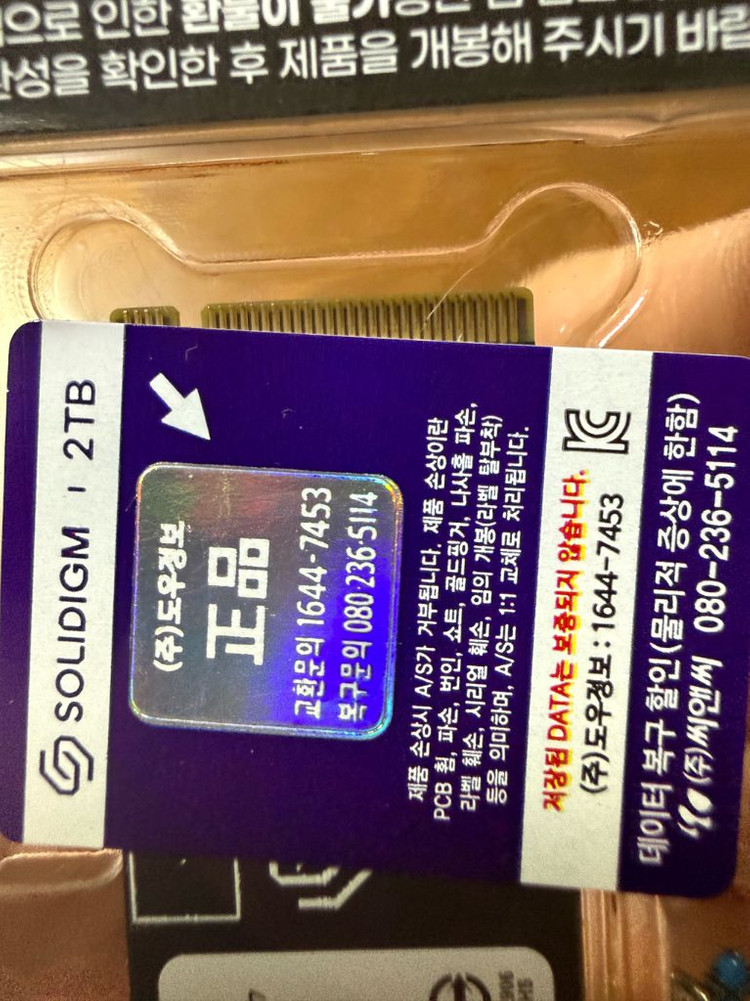 으로 인한 환불이 불가
성을 확인한 후 제품을 개봉해 주시기 바랍
SOLIDIGM | 2TB
(주)도우정보
正品
교환문의 1644-7453
복구문의 080-236-5114
제품 손상시 A/S가 거부됩니다. 제품 손상이란
PCB 휨, 파손, 번인, 쇼트, 골드핑거, 나사홀 파손,
라벨 훼손, 시리얼 훼손, 임의 개봉(라벨 탈부착)
등을 의미하며, A/S는 1:1 교체로 처리됩니다.
저장된 DATA는 보증되지 않습니다.
(주)도우정보 : 1644-7453
데이터 복구 할인(물리적 증상에 한함)
(주)씨앤씨 080-236-5114